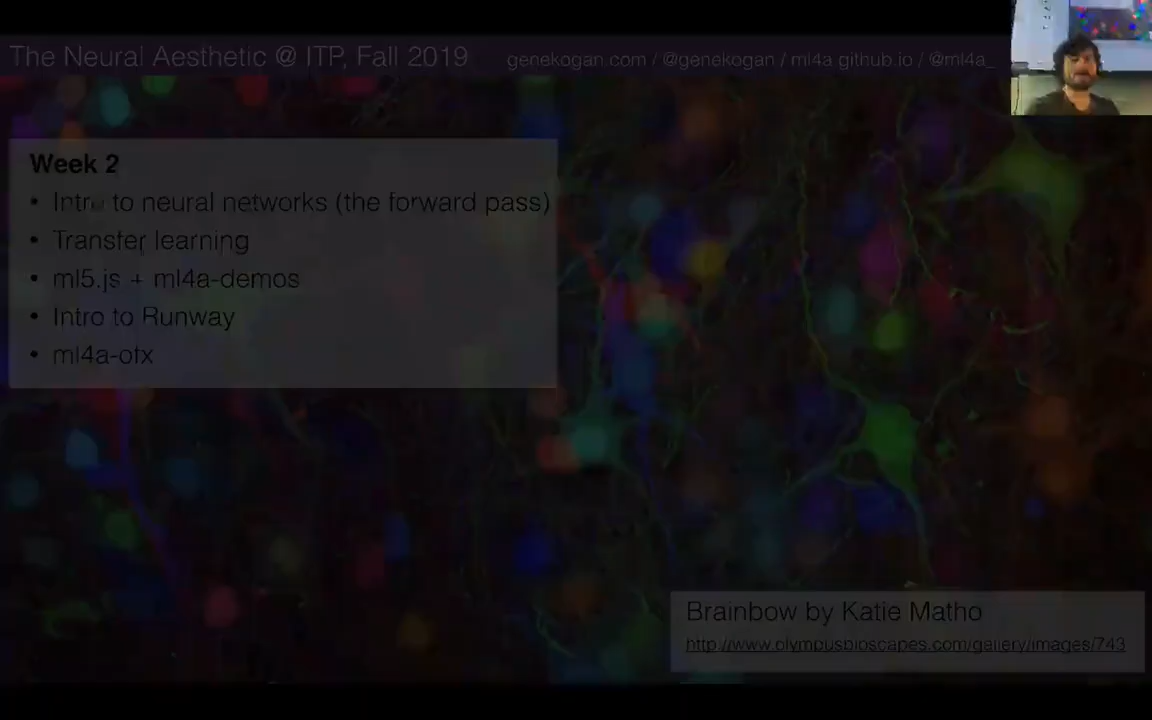 The Neural Aesthetic @ ITP, Fall 2019
genekogan.com / @genekogan / ml4a.github.io / @ml4a_
Week 2
• Intro to neural networks (the forward pass)
• Transfer learning
• ml5.js + ml4a-demos
• Intro to Runway
• ml4a-ofx
Brainbow by Katie Matho
http://www.olympusbioscapes.com/gallery/images/743